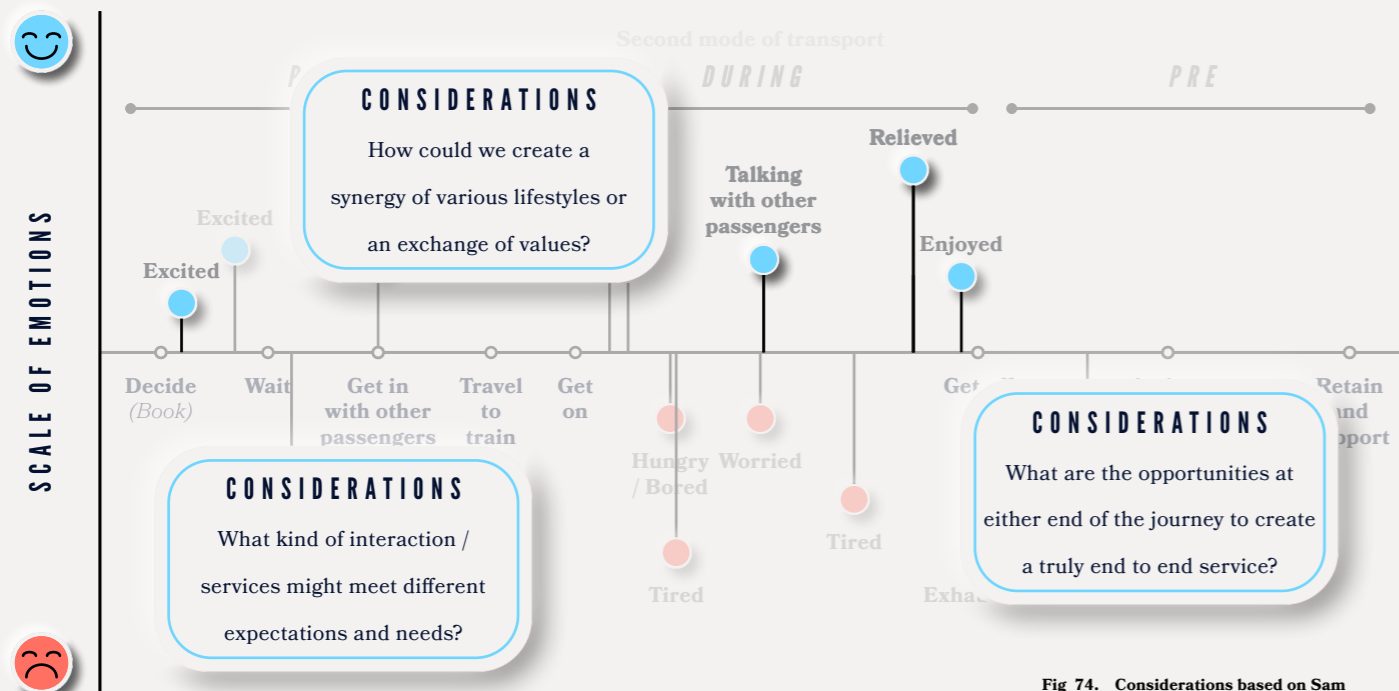 Second mode of transport
P
DURING
PRE
CONSIDERATIONS
How could we create a
synergy of various lifestyles or
an exchange of values?
Relieved
Talking
with other
passengers
Enjoyed
Excited
Excited
SCALE OF EMOTIONS
Decide
(Book)
Wait
Get in
with other
passengers
Travel
to
train
Get
on
Get
Retain
and
pport
Hungry
/ Bored
Worried
Tired
Tired
CONSIDERATIONS
What kind of interaction /
services might meet different
expectations and needs?
CONSIDERATIONS
What are the opportunities at
either end of the journey to create
a truly end to end service?
Exha
Fig 74. Considerations based on Sam